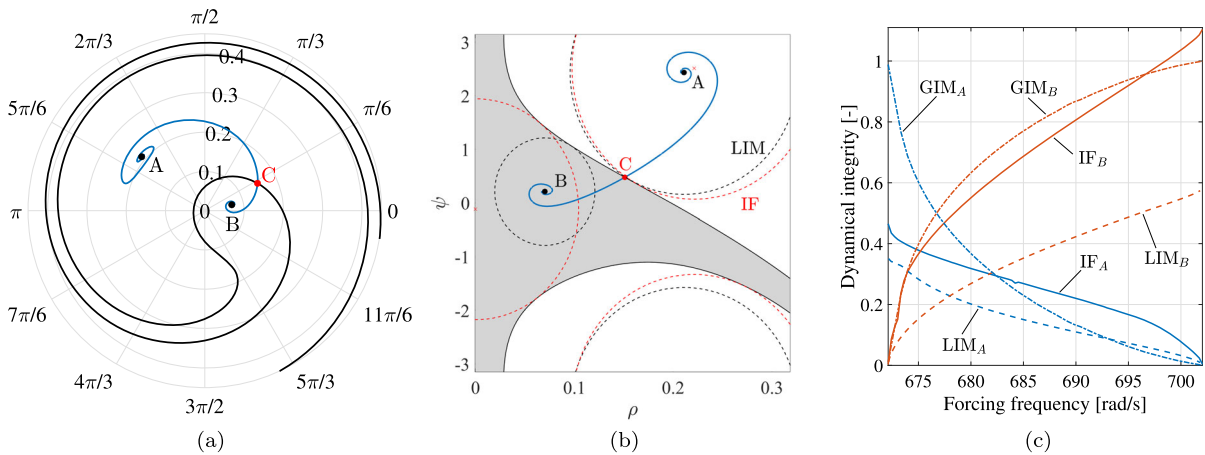 π/2
2π/3
π/3
5π/6
π/6
π
0
7π/6
11π/6
4π/3
5π/3
3π/2
0.4
0.3
0.2
0.1
0
A
B
C
(a)
3
2
1
0
-1
-2
-3
ψ
0
0.1
0.2
0.3
ρ
A
B
C
LIM
IF
(b)
Dynamical integrity [-]
1
0.8
0.6
0.4
0.2
0
675
680
685
690
695
700
Forcing frequency [rad/s]
GIM_A
GIM_B
IF_B
IF_A
LIM_B
LIM_A
(c)